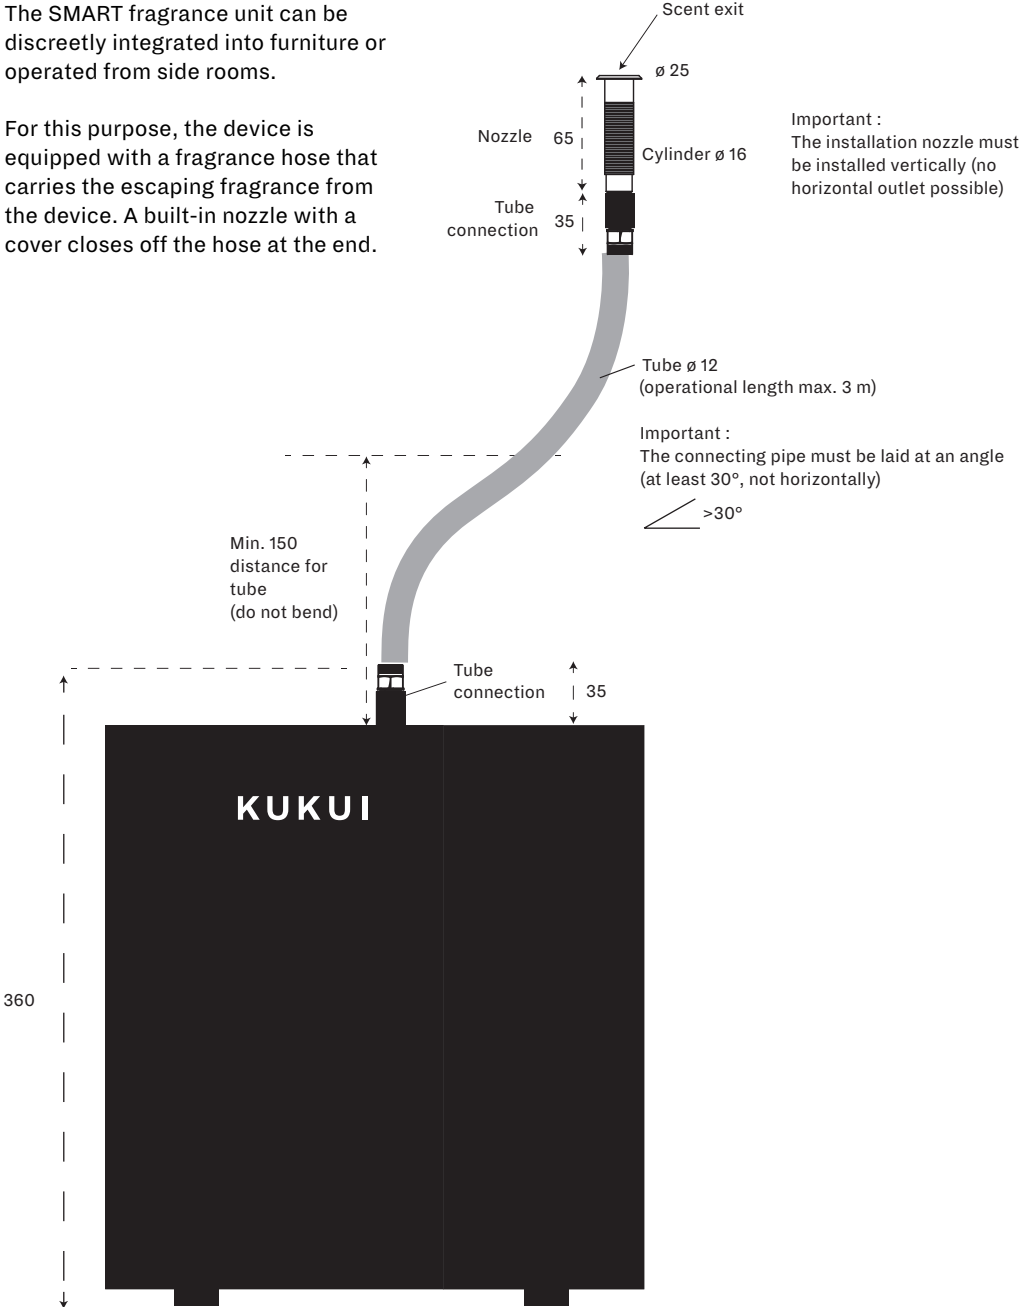 The SMART fragrance unit can be
discreetly integrated into furniture or
operated from side rooms.
For this purpose, the device is
equipped with a fragrance hose that
carries the escaping fragrance from
the device. A built-in nozzle with a
cover closes off the hose at the end.
Scent exit
ø 25
Nozzle 65
Cylinder ø 16
Important :
The installation nozzle must
be installed vertically (no
horizontal outlet possible)
Tube
connection
35
Tube ø 12
(operational length max. 3 m)
Important :
The connecting pipe must be laid at an angle
(at least 30°, not horizontally)
>30°
Min. 150
distance for
tube
(do not bend)
Tube
connection
35
KUKUI
360